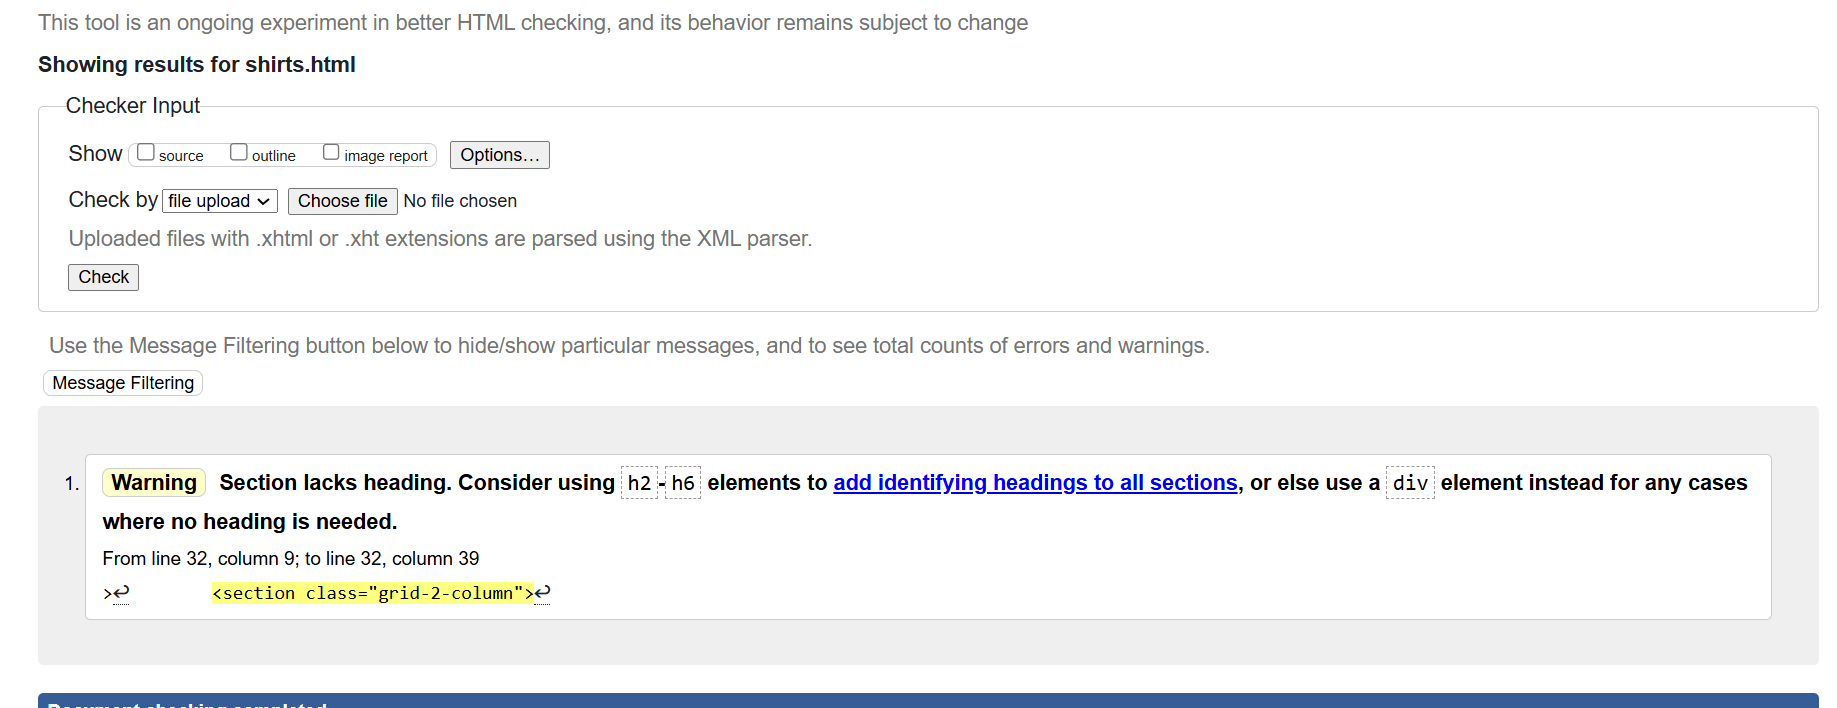 This tool is an ongoing experiment in better HTML checking, and its behavior remains subject to change
Showing results for shirts.html
Checker Input
Show source outline image report Options…
Check by file upload Choose file No file chosen
Uploaded files with .xhtml or .xht extensions are parsed using the XML parser.
Check
Use the Message Filtering button below to hide/show particular messages, and to see total counts of errors and warnings.
Message Filtering
1. Warning Section lacks heading. Consider using h2-h6 elements to add identifying headings to all sections, or else use a div element instead for any cases
where no heading is needed.
From line 32, column 9; to line 32, column 39
>↩ <section class="grid-2-column">↩
Document checking completed